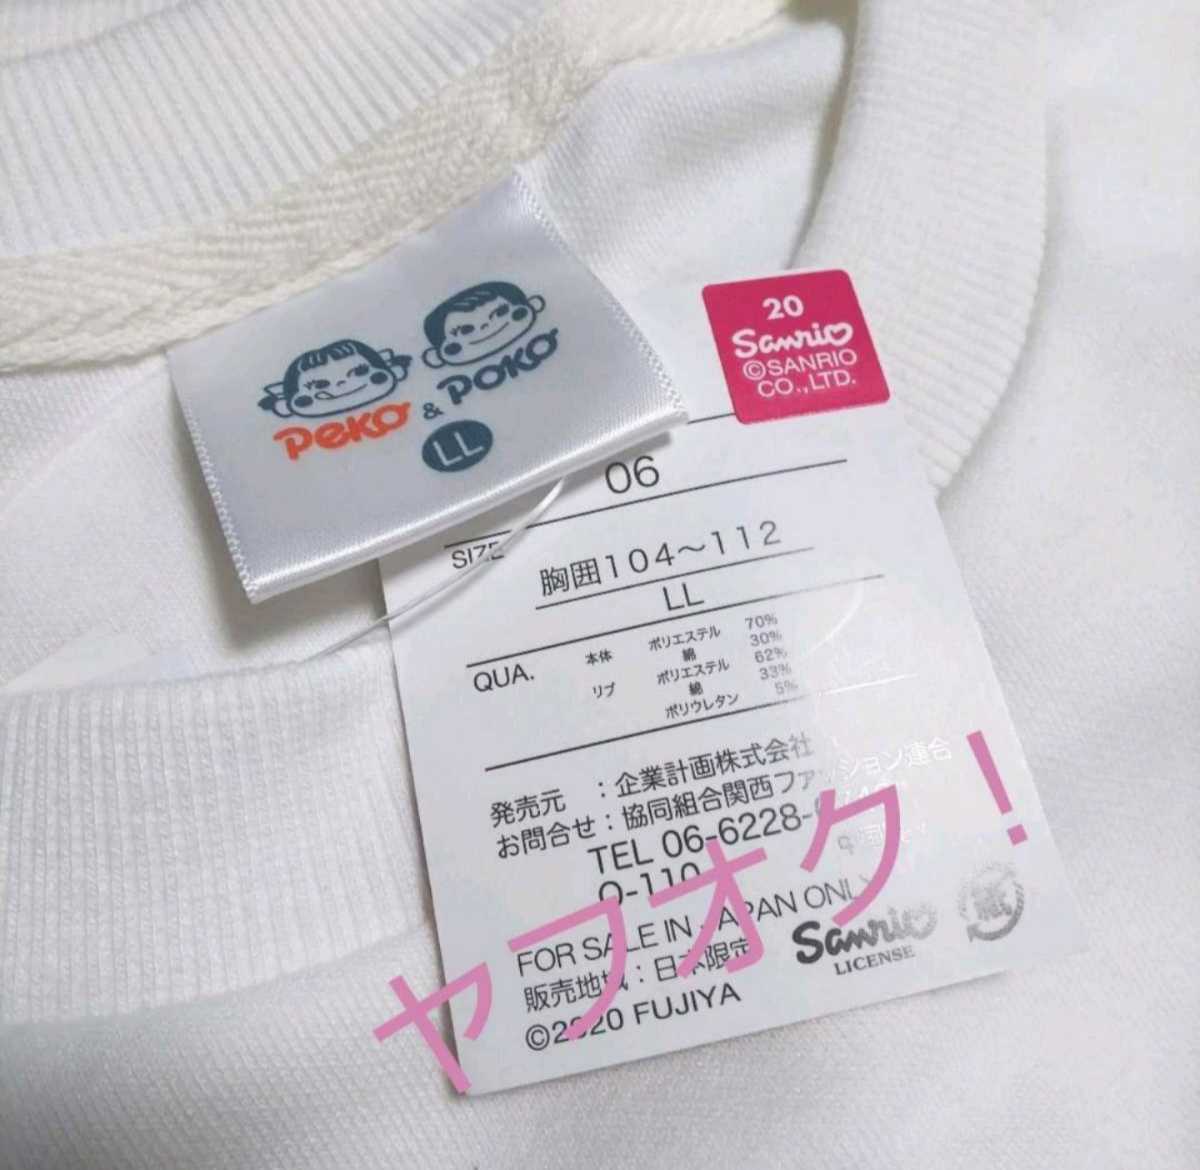 PEKO & POKO
LL
20
Sanrio
©SANRIO
CO.,LTD.
06
SIZE
胸囲104～112
LL
QUA.
本体 ポリエステル 70%
綿 30%
リブ ポリエステル 62%
綿 33%
ポリウレタン 5%
発売元 ：企業計画株式会社
お問合せ：協同組合関西ファッション連合
TEL 06-6228-
Q-110
FOR SALE IN JAPAN ONLY
販売地域：日本限定
©2020 FUJIYA
Sanrio
LICENSE
紙
ヤフオク！